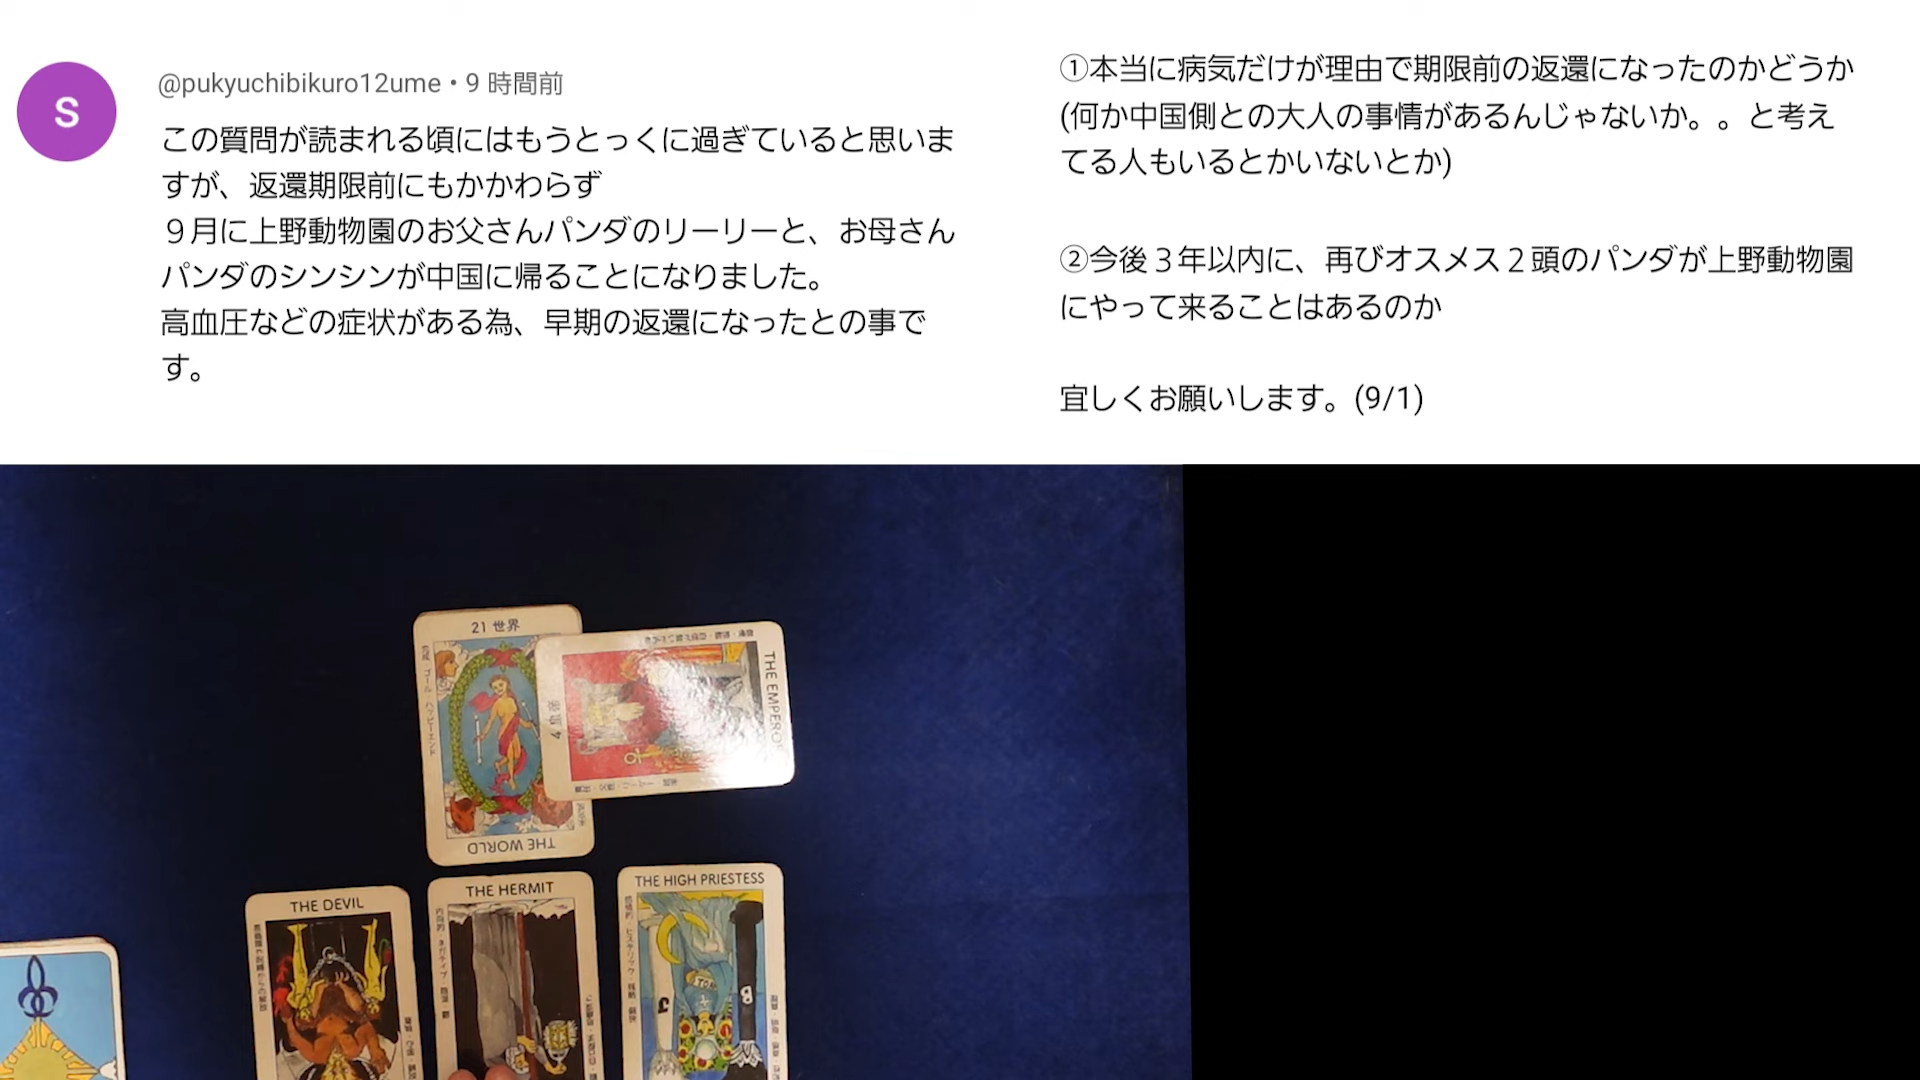 S
@pukyuchibikuro12ume • 9 時間前
この質問が読まれる頃にはもうとっくに過ぎていると思いま
すが、返還期限前にもかかわらず
９月に上野動物園のお父さんパンダのリーリーと、お母さん
パンダのシンシンが中国に帰ることになりました。
高血圧などの症状がある為、早期の返還になったとの事で
す。
①本当に病気だけが理由で期限前の返還になったのかどうか
(何か中国側との大人の事情があるんじゃないか。。と考え
てる人もいるとかいないとか)
②今後３年以内に、再びオスメス２頭のパンダが上野動物園
にやって来ることはあるのか
宜しくお願いします。(9/1)
21 世界
THE WORLD
4 皇帝
THE EMPEROR
THE DEVIL
THE HERMIT
THE HIGH PRIESTESS
B
J